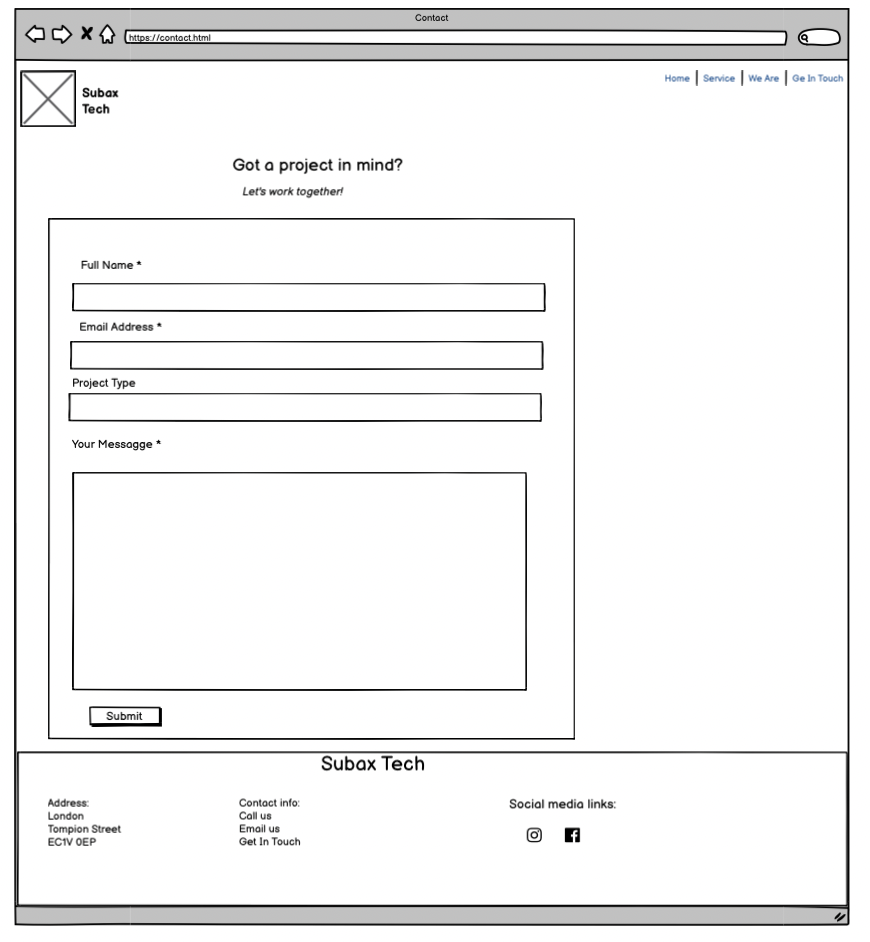 Contact
https://contact.html
Subax
Tech
Home Service We Are Ge In Touch
Got a project in mind?
Let's work together!
Full Name *
Email Address *
Project Type
Your Messagge *
Submit
Subax Tech
Address:
London
Tompion Street
EC1V 0EP
Contact info:
Call us
Email us
Get In Touch
Social media links: